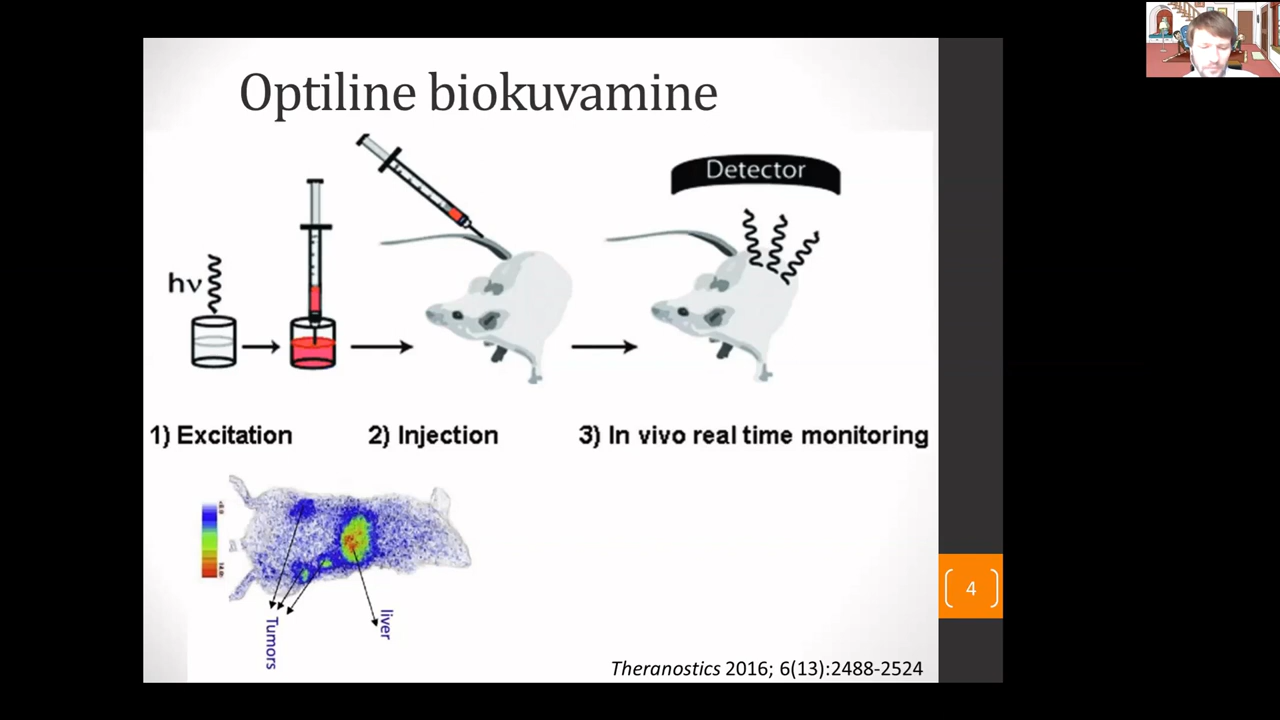 Optiline biokuvamine
Detector
hν
1) Excitation
2) Injection
3) In vivo real time monitoring
liver
Tumors
4
Theranostics 2016; 6(13):2488-2524